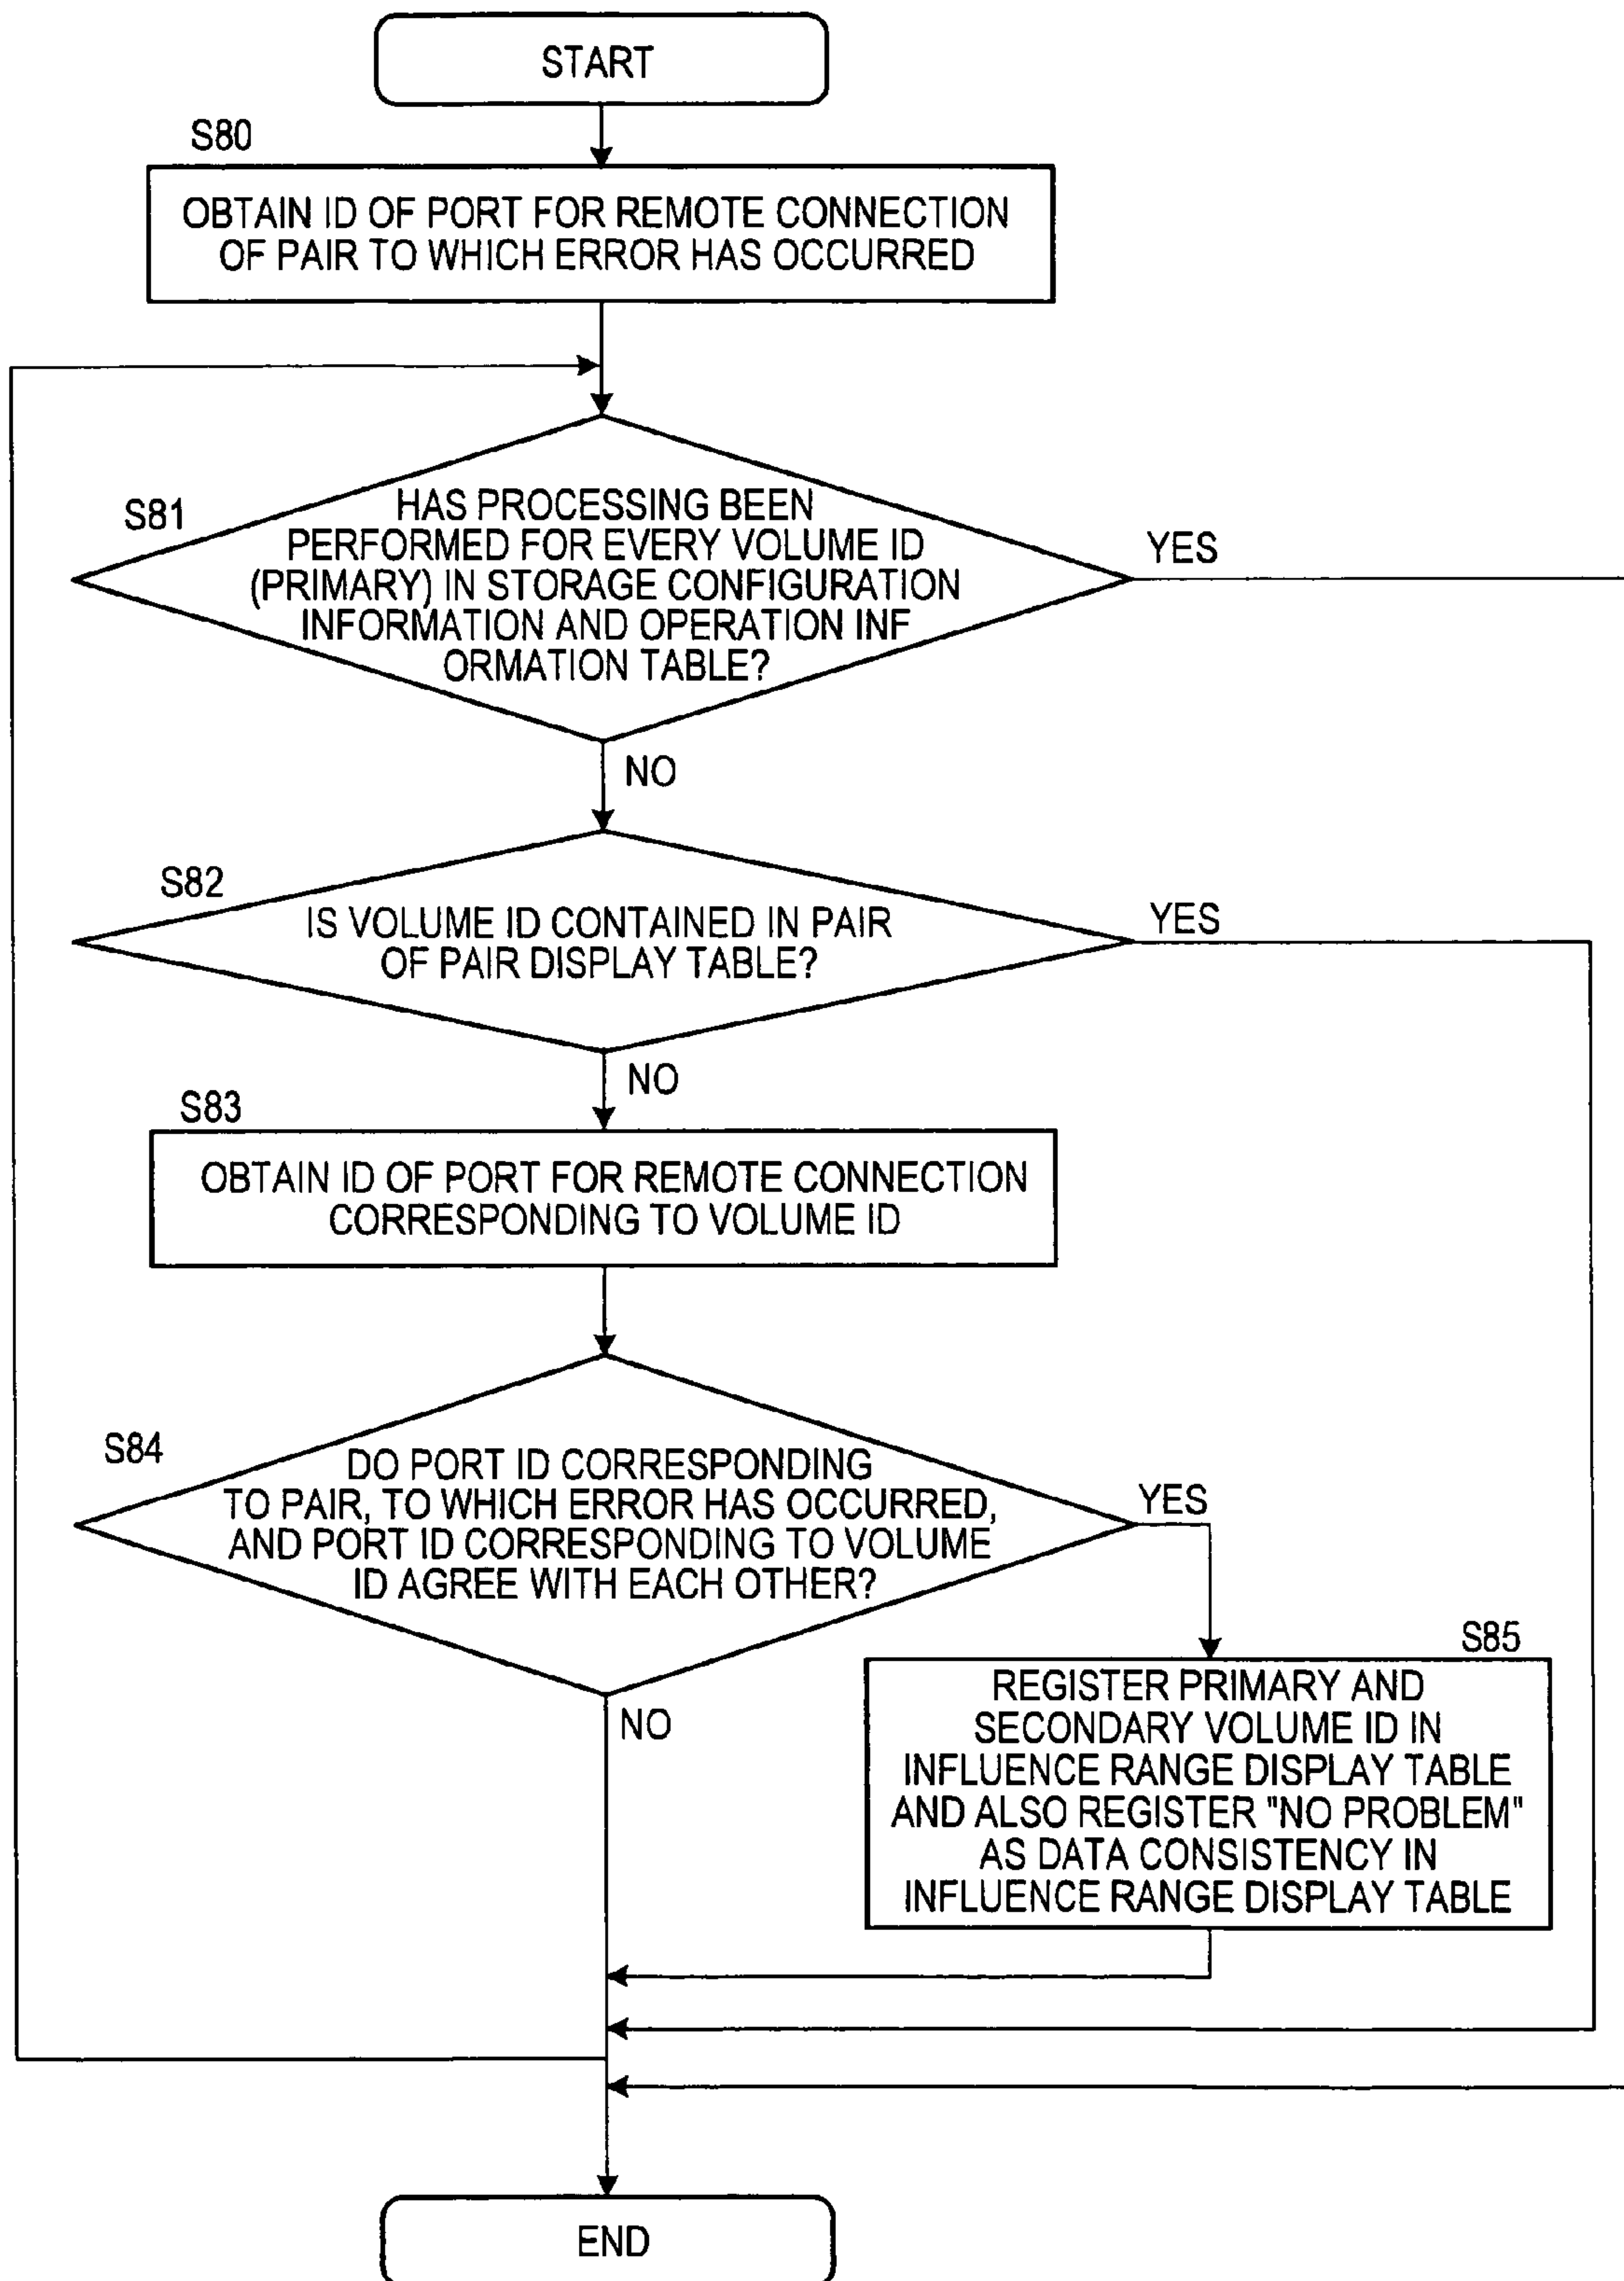 START
S80
OBTAIN ID OF PORT FOR REMOTE CONNECTION
OF PAIR TO WHICH ERROR HAS OCCURRED
S81
HAS PROCESSING BEEN
PERFORMED FOR EVERY VOLUME ID
(PRIMARY) IN STORAGE CONFIGURATION
INFORMATION AND OPERATION INF
ORMATION TABLE?
YES
NO
S82
IS VOLUME ID CONTAINED IN PAIR
OF PAIR DISPLAY TABLE?
YES
NO
S83
OBTAIN ID OF PORT FOR REMOTE CONNECTION
CORRESPONDING TO VOLUME ID
S84
DO PORT ID CORRESPONDING
TO PAIR, TO WHICH ERROR HAS OCCURRED,
AND PORT ID CORRESPONDING TO VOLUME
ID AGREE WITH EACH OTHER?
YES
NO
S85
REGISTER PRIMARY AND
SECONDARY VOLUME ID IN
INFLUENCE RANGE DISPLAY TABLE
AND ALSO REGISTER "NO PROBLEM"
AS DATA CONSISTENCY IN
INFLUENCE RANGE DISPLAY TABLE
END